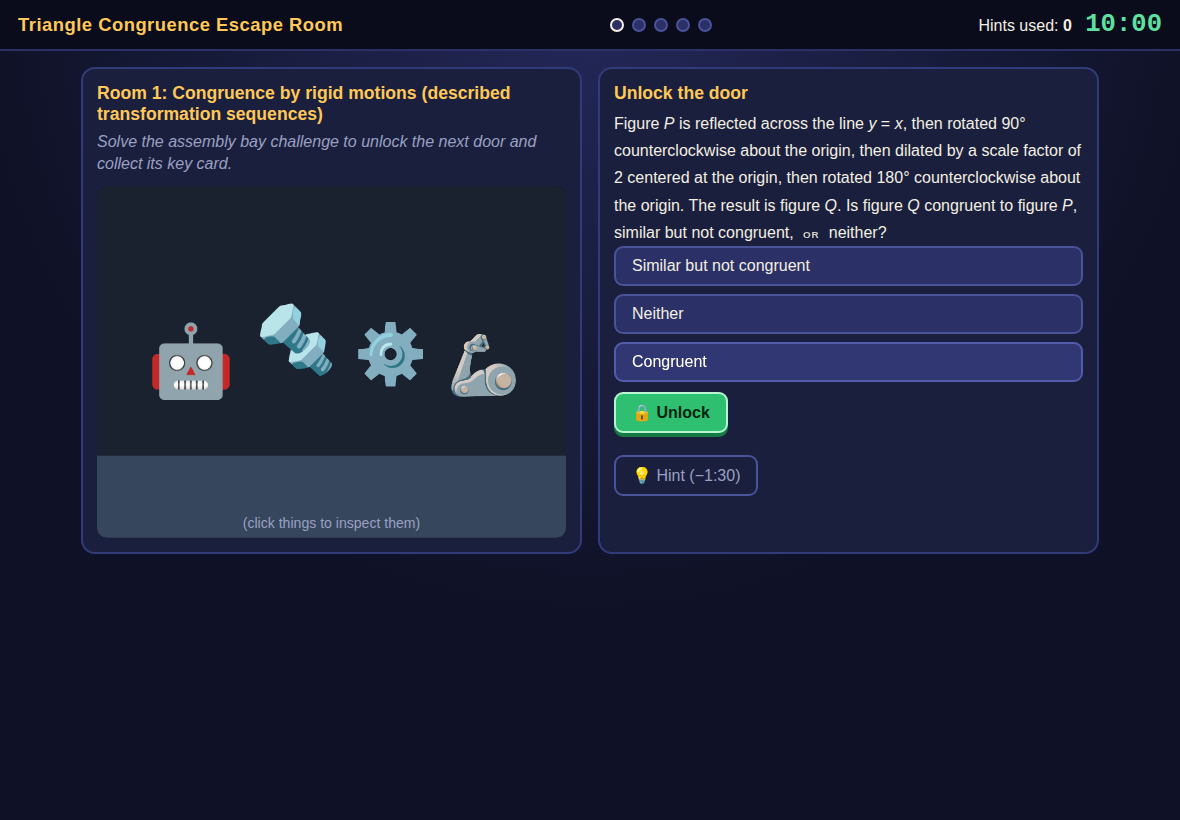 Triangle Congruence Escape Room
Hints used: 0 10:00
Room 1: Congruence by rigid motions (described
transformation sequences)
Solve the assembly bay challenge to unlock the next door and
collect its key card.
(click things to inspect them)
Unlock the door
Figure P is reflected across the line y = x, then rotated 90°
counterclockwise about the origin, then dilated by a scale factor of
2 centered at the origin, then rotated 180° counterclockwise about
the origin. The result is figure Q. Is figure Q congruent to figure P,
similar but not congruent, OR neither?
Similar but not congruent
Neither
Congruent
🔒 Unlock
💡 Hint (−1:30)